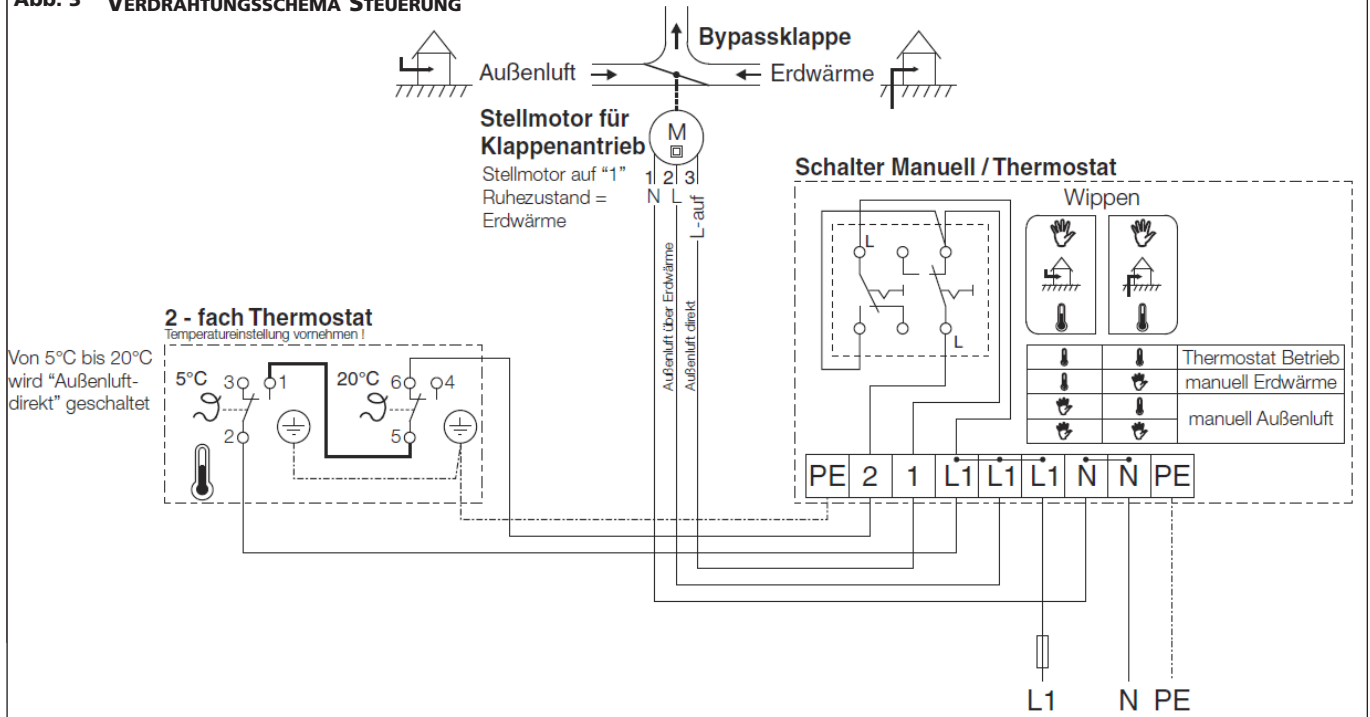 Abb. 3 VERDRAHTUNGSSCHEMA STEUERUNG
Bypassklappe
Außenluft
Erdwärme
Stellmotor für
Klappenantrieb
M
Stellmotor auf “1”
Ruhezustand =
Erdwärme
1 2 3
N L
L-auf
Außenluft über Erdwärme
Außenluft direkt
Schalter Manuell / Thermostat
Wippen
L
L
Thermostat Betrieb
manuell Erdwärme
manuell Außenluft
PE 2 1 L1 L1 L1 N N PE
2 - fach Thermostat
Temperatureinstellung vornehmen !
Von 5°C bis 20°C
wird “Außenluft-
direkt” geschaltet
5°C 3 1 20°C 6 4
2 5
L1 N PE